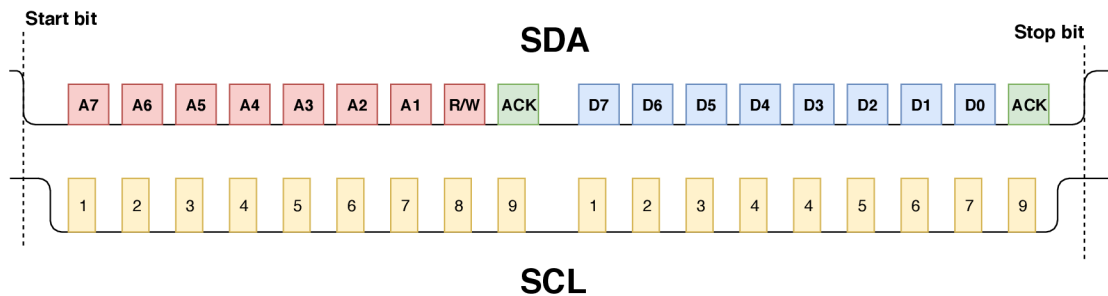 Start bit
SDA
Stop bit
A7 A6 A5 A4 A3 A2 A1 R/W ACK D7 D6 D5 D4 D3 D2 D1 D0 ACK
1 2 3 4 5 6 7 8 9 1 2 3 4 4 5 6 7 9
SCL